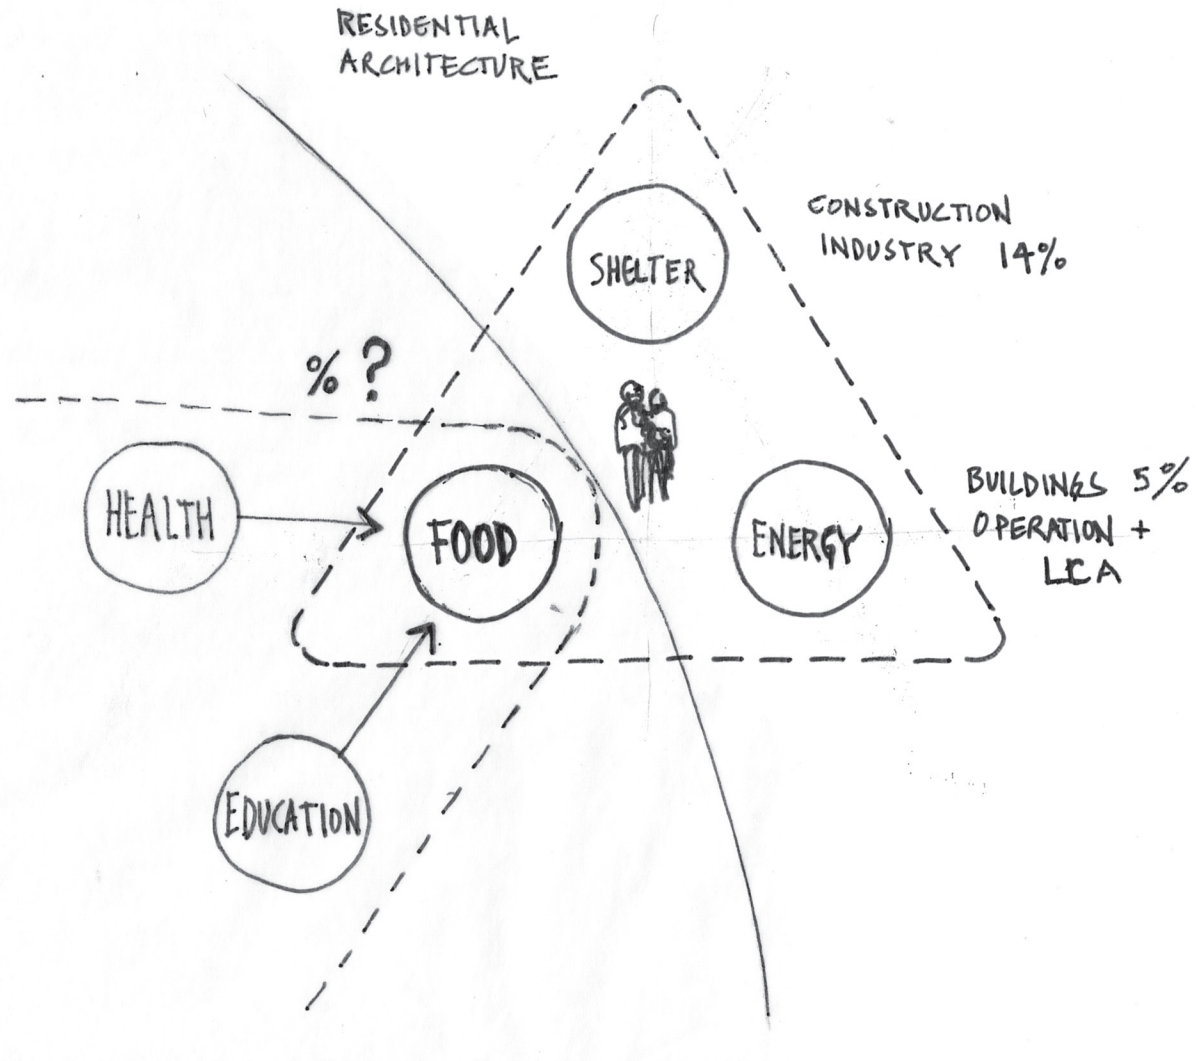 RESIDENTIAL
ARCHITECTURE
SHELTER
CONSTRUCTION
INDUSTRY 14%
% ?
HEALTH
FOOD
ENERGY
BUILDINGS 5%
OPERATION +
LCA
EDUCATION